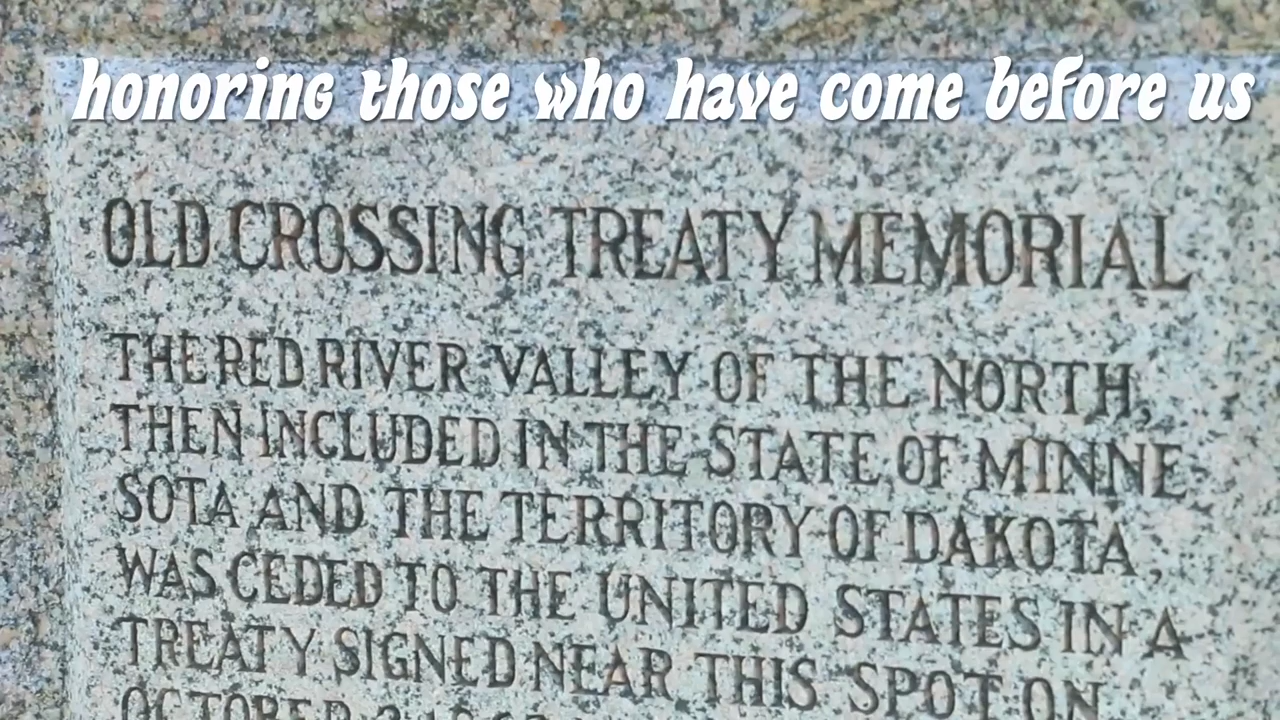 honoring those who have come before us
OLD CROSSING TREATY MEMORIAL
THE RED RIVER VALLEY OF THE NORTH,
THEN INCLUDED IN THE STATE OF MINNE
SOTA AND THE TERRITORY OF DAKOTA,
WAS CEDED TO THE UNITED STATES IN A
TREATY SIGNED NEAR THIS SPOT ON
OCTOBER